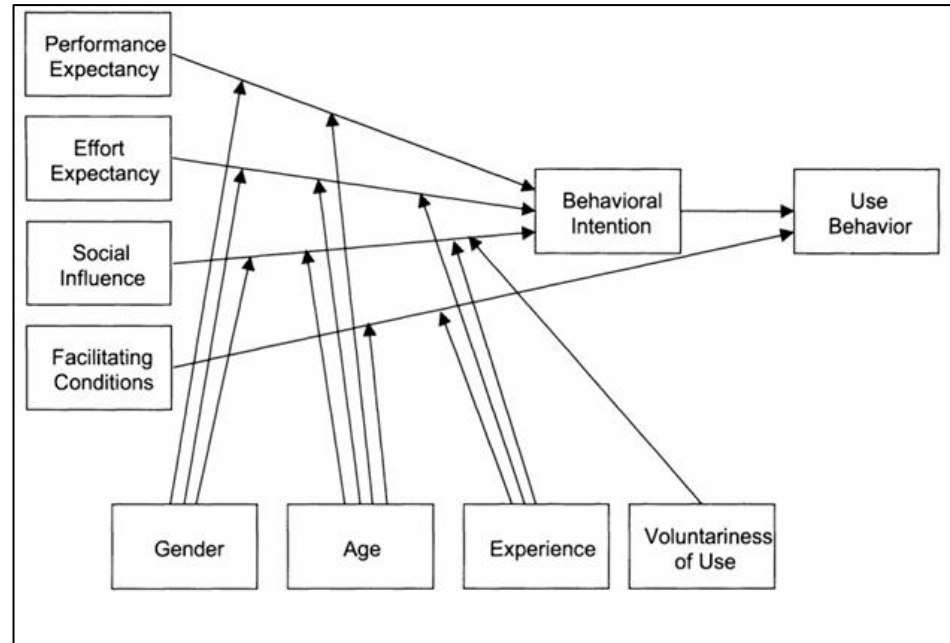 Performance
Expectancy
Effort
Expectancy
Social
Influence
Facilitating
Conditions
Behavioral
Intention
Use
Behavior
Gender
Age
Experience
Voluntariness
of Use